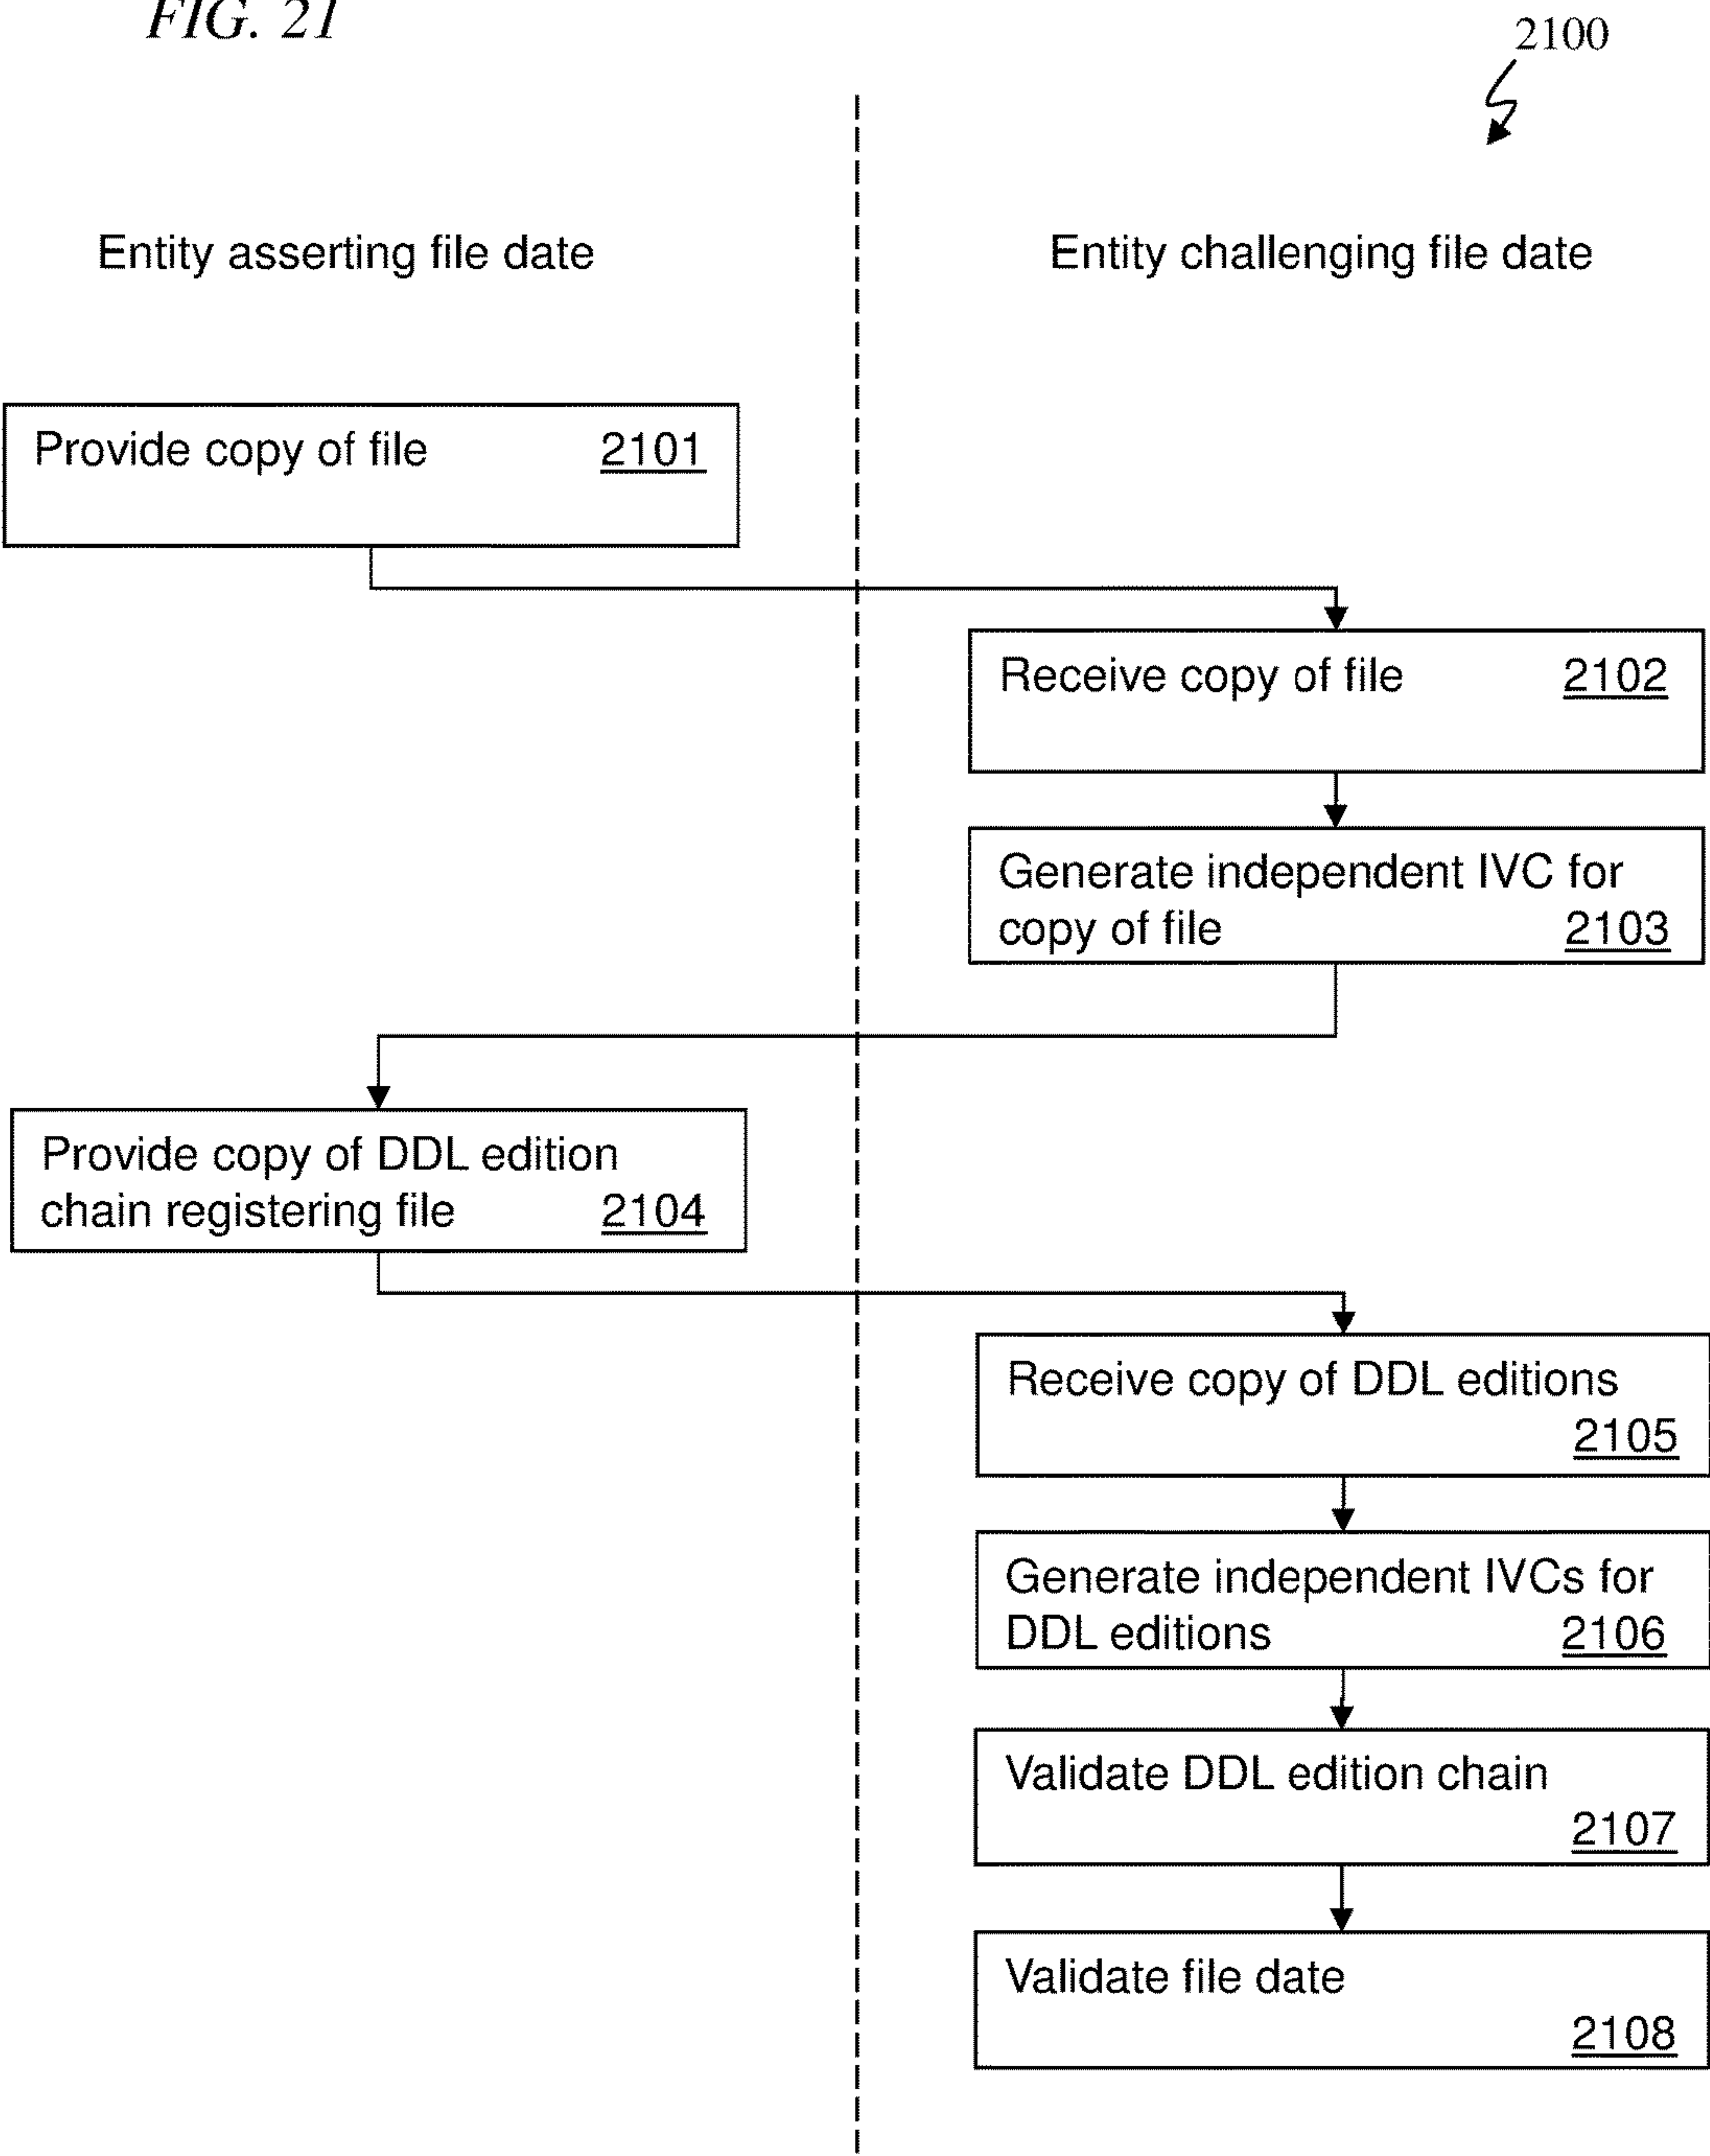 FIG. 21
2100
Entity asserting file date
Entity challenging file date
Provide copy of file 2101
Receive copy of file 2102
Generate independent IVC for
copy of file 2103
Provide copy of DDL edition
chain registering file 2104
Receive copy of DDL editions
2105
Generate independent IVCs for
DDL editions 2106
Validate DDL edition chain
2107
Validate file date
2108